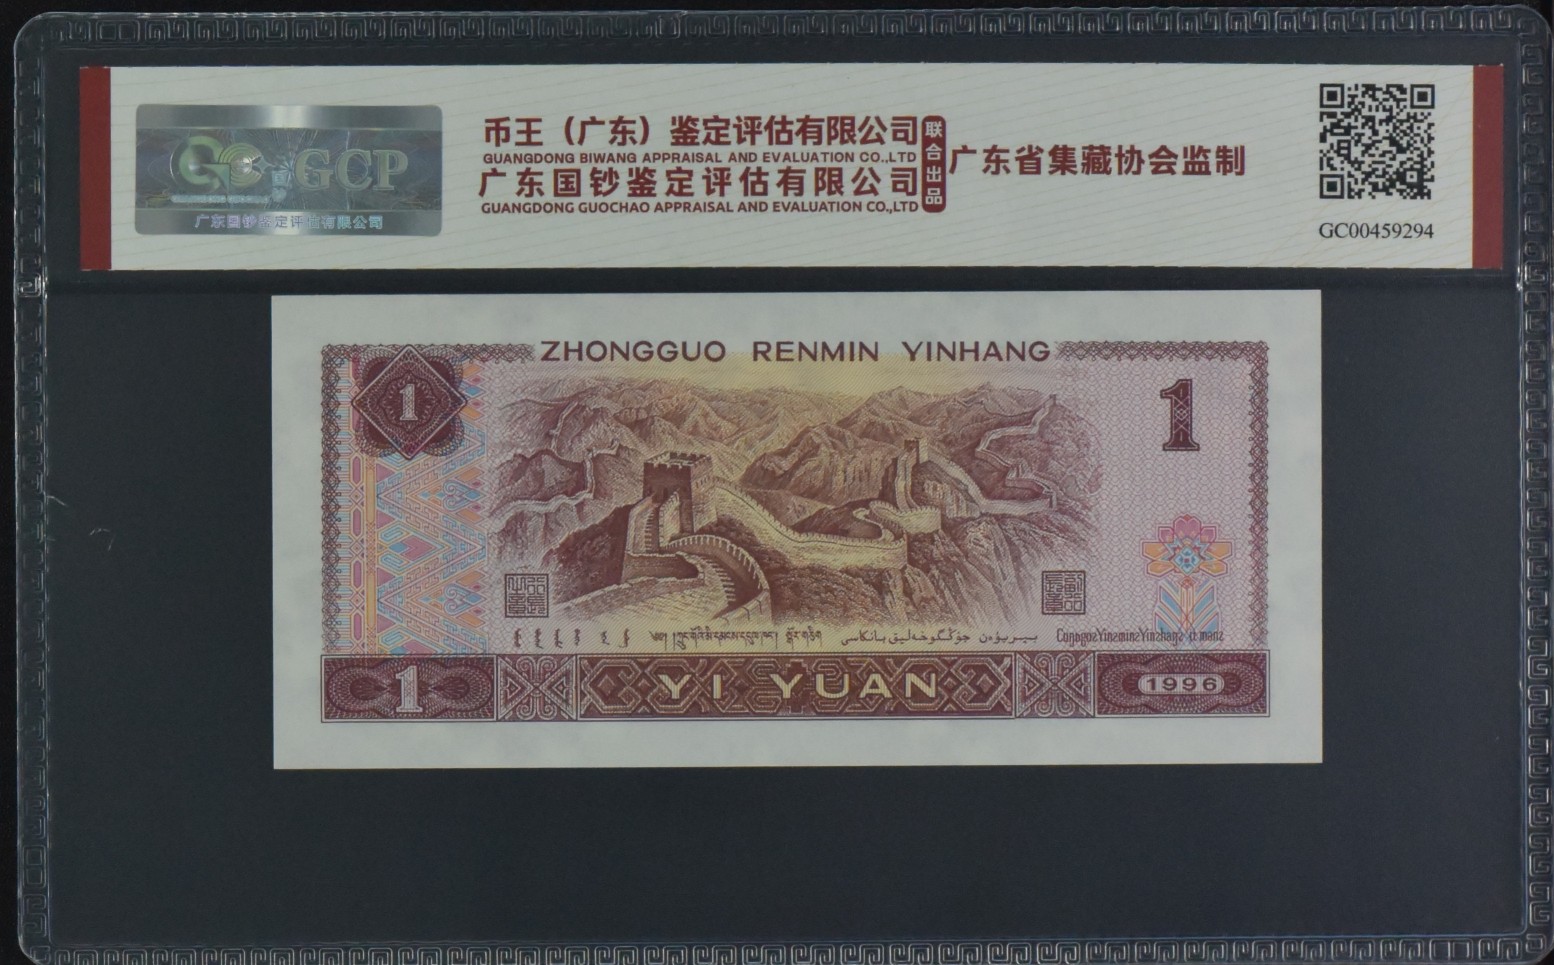 币王（广东）鉴定评估有限公司
GUANGDONG BIWANG APPRAISAL AND EVALUATION CO.,LTD
广东国钞鉴定评估有限公司
GUANGDONG GUOCHAO APPRAISAL AND EVALUATION CO.,LTD
联合出品
广东省集藏协会监制
GCP
广东国钞鉴定评估有限公司
GC00459294
ZHONGGUO RENMIN YINHANG
1
1
1
YI YUAN
1996